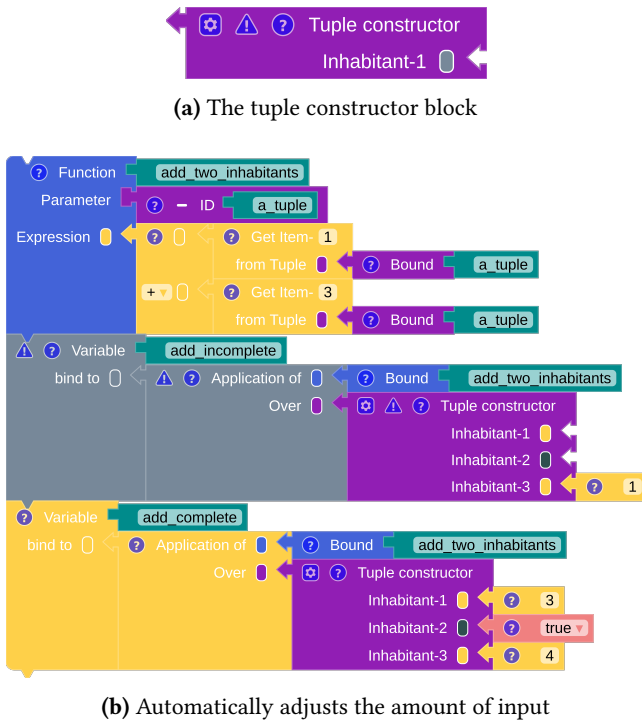 Tuple constructor
Inhabitant-1
(a) The tuple constructor block
? Function add_two_inhabitants
Parameter ? − ID a_tuple
Expression ? ? Get Item- 1
from Tuple ? Bound a_tuple
+ ▾ ? Get Item- 3
from Tuple ? Bound a_tuple
? Variable add_incomplete
bind to ? Application of ? Bound add_two_inhabitants
Over ? Tuple constructor
Inhabitant-1
Inhabitant-2
Inhabitant-3 ? 1
? Variable add_complete
bind to ? Application of ? Bound add_two_inhabitants
Over ? Tuple constructor
Inhabitant-1 ? 3
Inhabitant-2 ? true ▾
Inhabitant-3 ? 4
(b) Automatically adjusts the amount of input